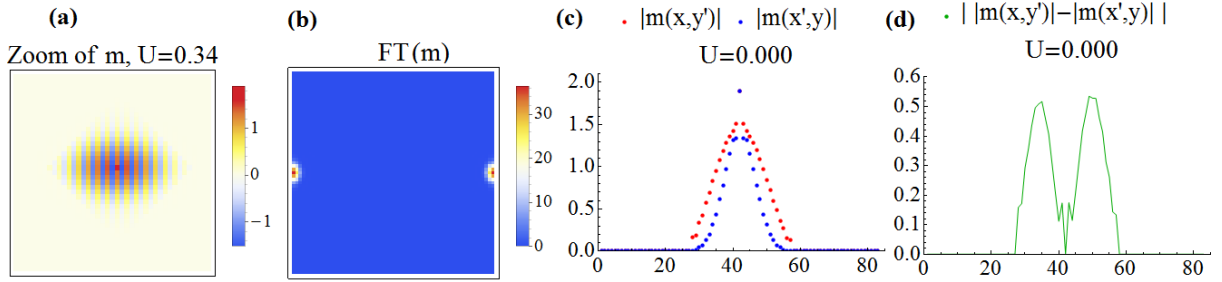 (a)
Zoom of m, U=0.34
1
0
−1
(b)
FT(m)
30
20
10
0
(c)
|m(x,y')| |m(x',y)|
U=0.000
2.0
1.5
1.0
0.5
0.0
0 20 40 60 80
(d)
| |m(x,y')|−|m(x',y)| |
U=0.000
0.6
0.5
0.4
0.3
0.2
0.1
0.0
0 20 40 60 80